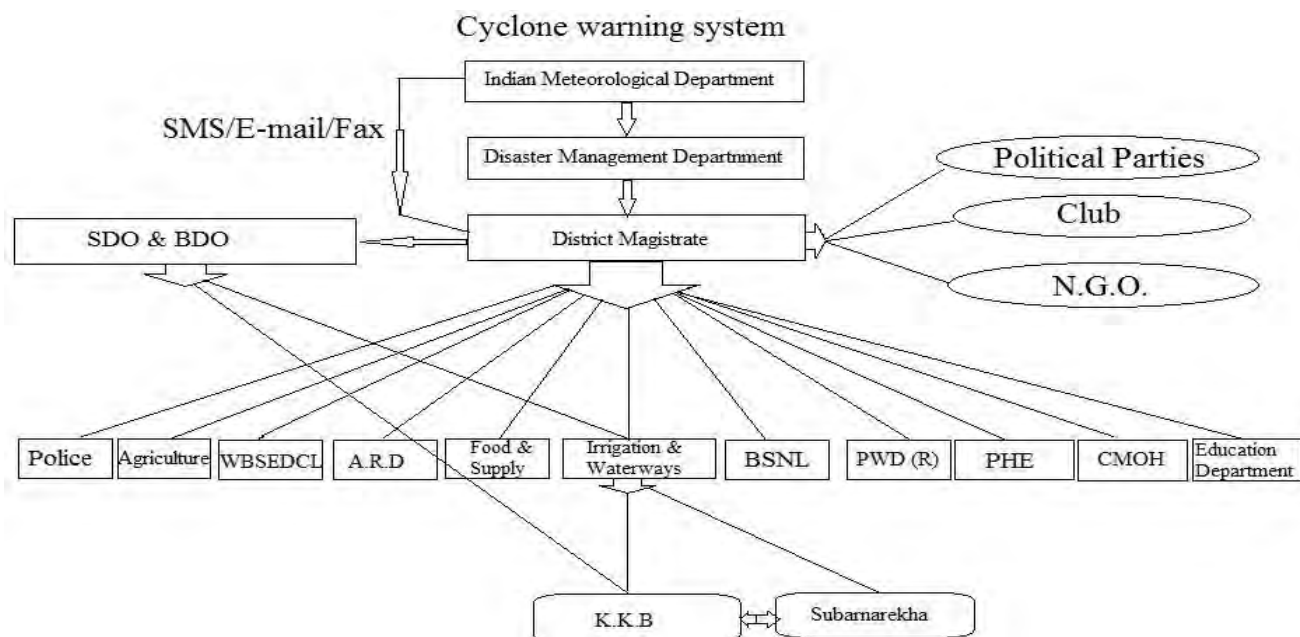 Cyclone warning system
Indian Meteorological Department
SMS/E-mail/Fax
Disaster Management Departmnent
Political Parties
Club
SDO & BDO
District Magistrate
N.G.O.
Police
Agriculture
WBSEDCL
A.R.D
Food &
Supply
Irrigation &
Waterways
BSNL
PWD (R)
PHE
CMOH
Education
Department
K.K.B
Subarnarekha